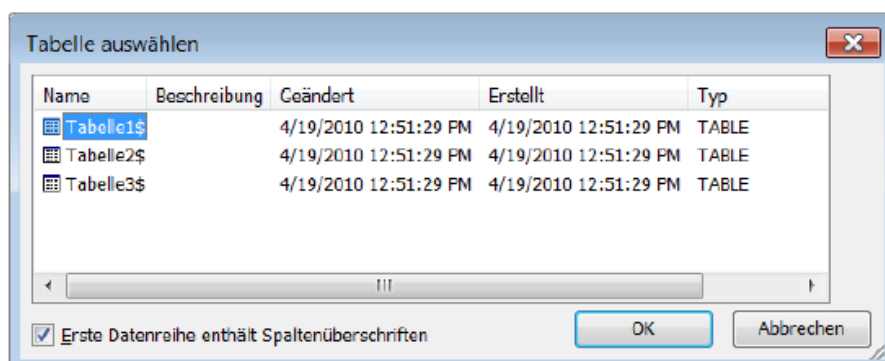 Tabelle auswählen
Name Beschreibung Geändert Erstellt Typ
Tabelle1$ 4/19/2010 12:51:29 PM 4/19/2010 12:51:29 PM TABLE
Tabelle2$ 4/19/2010 12:51:29 PM 4/19/2010 12:51:29 PM TABLE
Tabelle3$ 4/19/2010 12:51:29 PM 4/19/2010 12:51:29 PM TABLE
Erste Datenreihe enthält Spaltenüberschriften OK Abbrechen